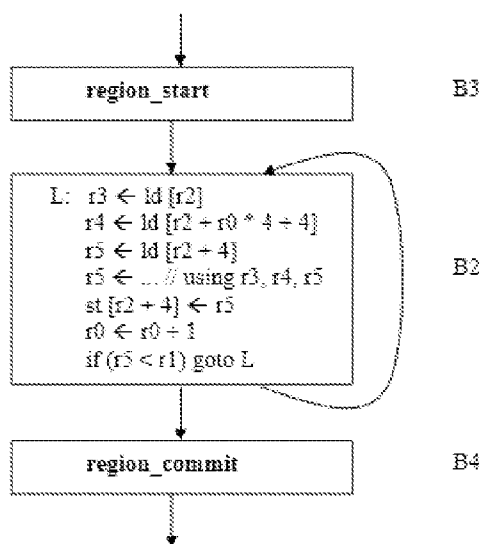 region_start
B3
L: r3 ← ld [r2]
r4 ← ld [r2 + r0 * 4 + 4]
r5 ← ld [r2 + 4]
r5 ← ... // using r3, r4, r5
B2
st [r2 + 4] ← r5
r0 ← r0 + 1
if (r5 < r1) goto L
region_commit
B4